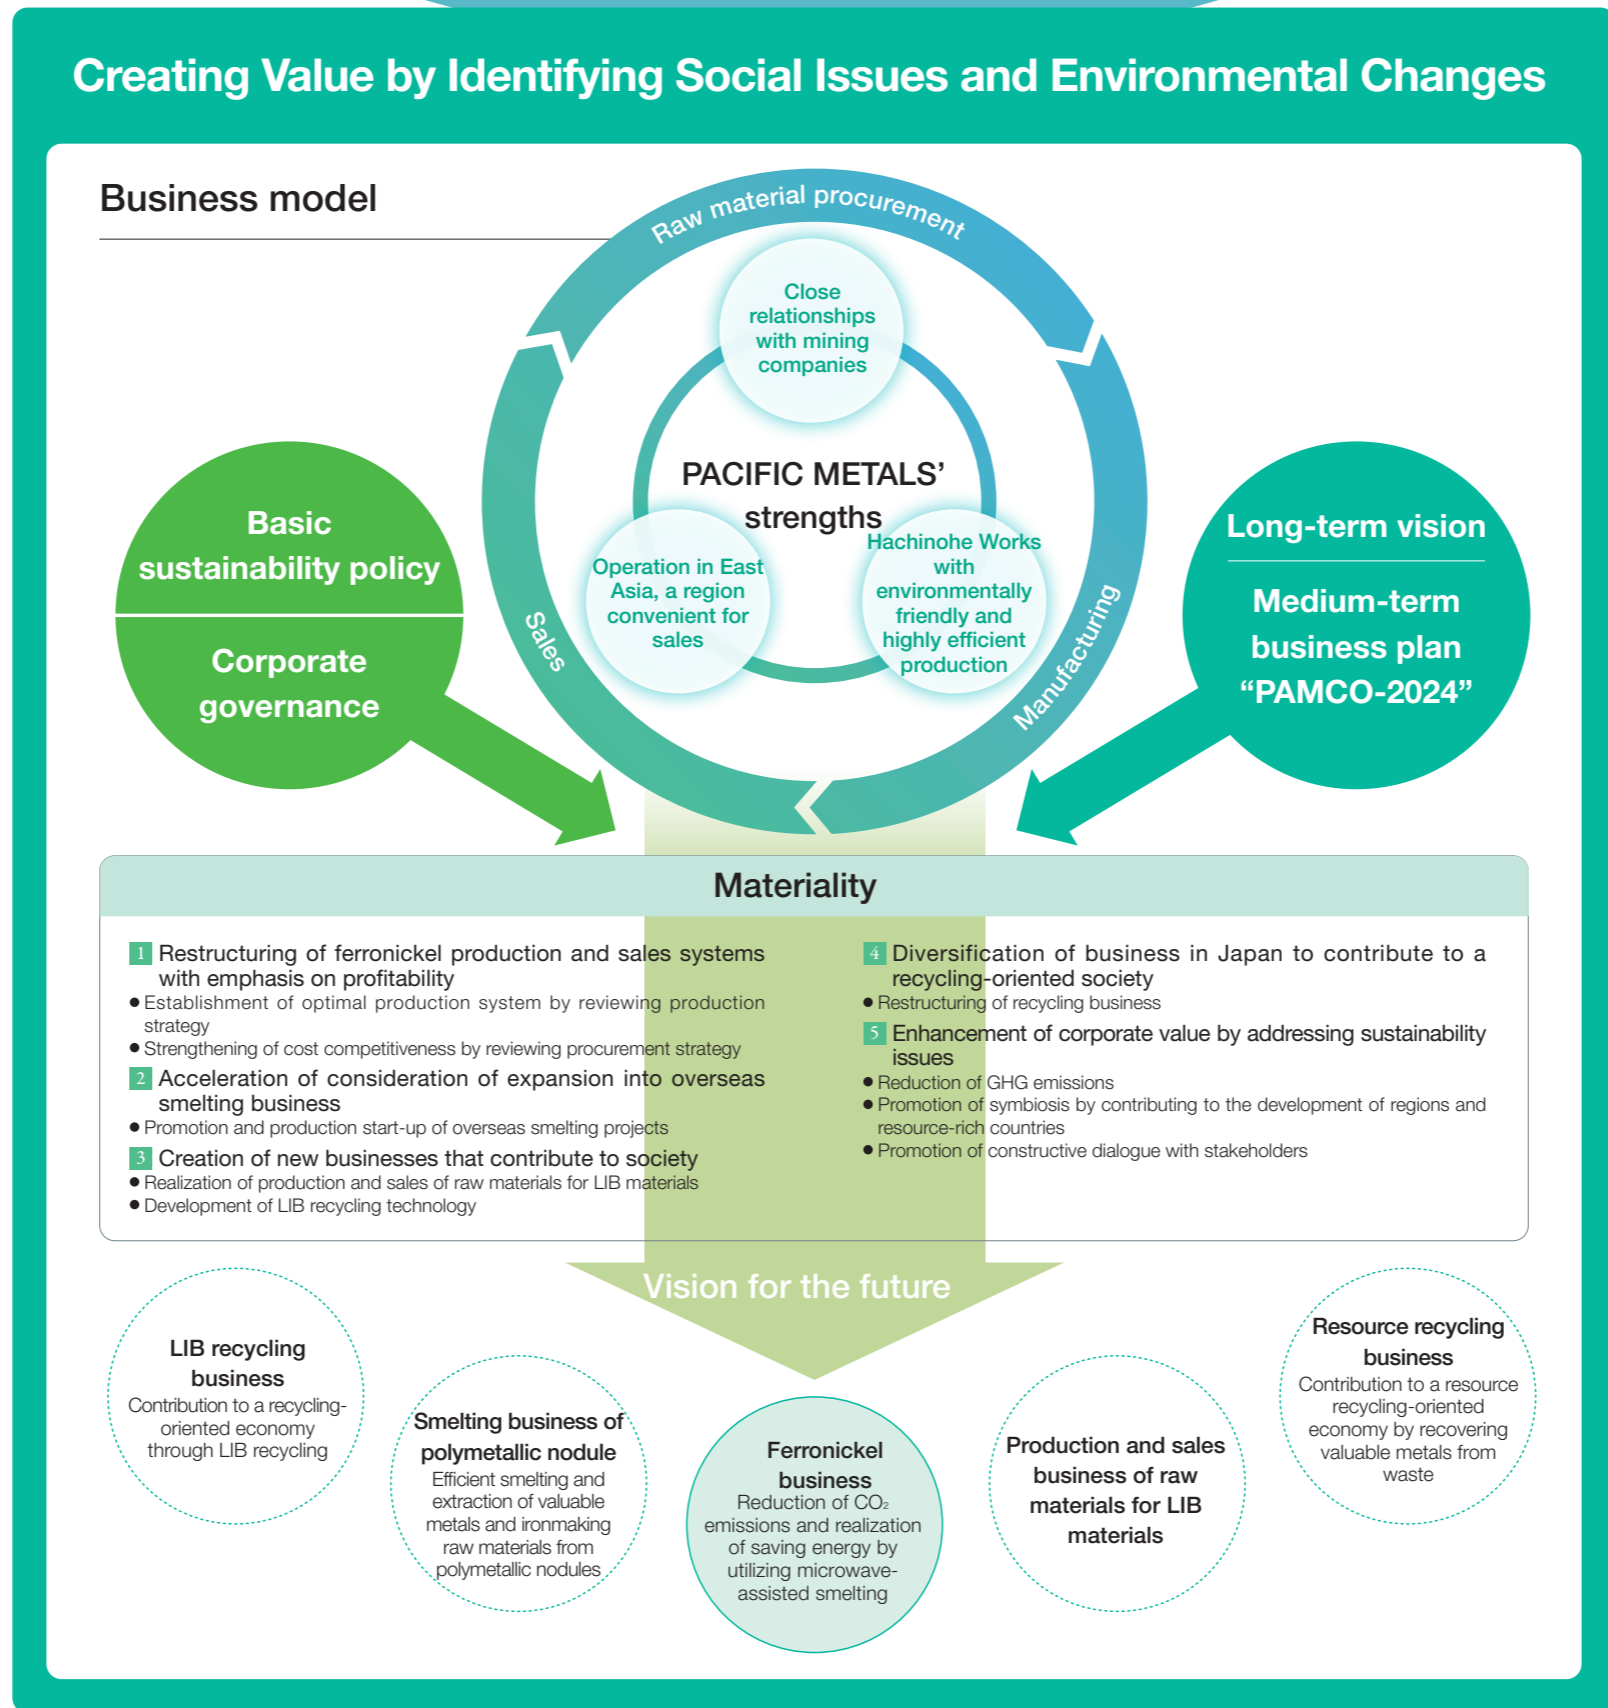 Creating Value by Identifying Social Issues and Environmental Changes
Business model
Raw material procurement
Close
relationships
with mining
companies
PACIFIC METALS’
strengths
Operation in East
Asia, a region
convenient for
sales
Hachinohe Works
with
environmentally
friendly and
highly efficient
production
Sales
Manufacturing
Basic
sustainability policy
Corporate
governance
Long-term vision
Medium-term
business plan
“PAMCO-2024”
Materiality
1 Restructuring of ferronickel production and sales systems
with emphasis on profitability
● Establishment of optimal production system by reviewing production
strategy
● Strengthening of cost competitiveness by reviewing procurement strategy
2 Acceleration of consideration of expansion into overseas
smelting business
● Promotion and production start-up of overseas smelting projects
3 Creation of new businesses that contribute to society
● Realization of production and sales of raw materials for LIB materials
● Development of LIB recycling technology
4 Diversification of business in Japan to contribute to a
recycling-oriented society
● Restructuring of recycling business
5 Enhancement of corporate value by addressing sustainability
issues
● Reduction of GHG emissions
● Promotion of symbiosis by contributing to the development of regions and
resource-rich countries
● Promotion of constructive dialogue with stakeholders
Vision for the future
LIB recycling
business
Contribution to a recycling-
oriented economy
through LIB recycling
Smelting business of
polymetallic nodule
Efficient smelting and
extraction of valuable
metals and ironmaking
raw materials from
polymetallic nodules
Ferronickel
business
Reduction of CO₂
emissions and realization
of saving energy by
utilizing microwave-
assisted smelting
Production and sales
business of raw
materials for LIB
materials
Resource recycling
business
Contribution to a resource
recycling-oriented
economy by recovering
valuable metals from
waste